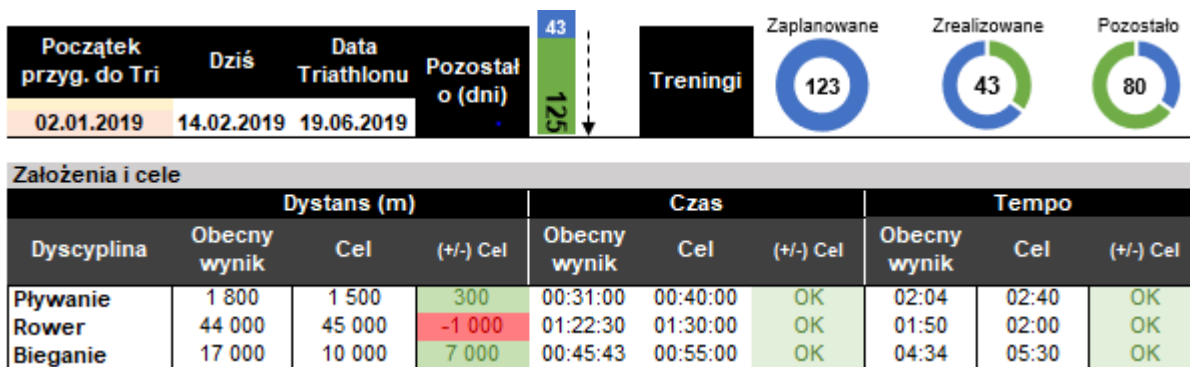 Początek przyg. do Tri
Dziś
Data Triathlonu
Pozostał o (dni)
43
125
Treningi
Zaplanowane
Zrealizowane
Pozostało
123
43
80
02.01.2019 14.02.2019 19.06.2019
Założenia i cele
Dystans (m) Czas Tempo
Dyscyplina Obecny wynik Cel (+/-) Cel Obecny wynik Cel (+/-) Cel Obecny wynik Cel (+/-) Cel
Pływanie 1 800 1 500 300 00:31:00 00:40:00 OK 02:04 02:40 OK
Rower 44 000 45 000 -1 000 01:22:30 01:30:00 OK 01:50 02:00 OK
Bieganie 17 000 10 000 7 000 00:45:43 00:55:00 OK 04:34 05:30 OK